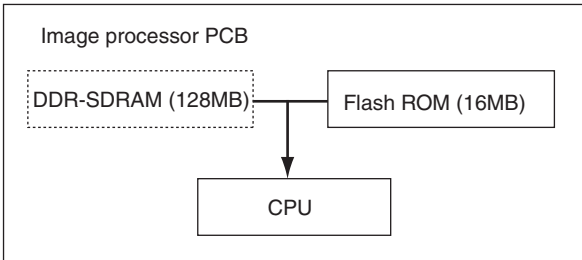 Image processor PCB
DDR-SDRAM (128MB)
Flash ROM (16MB)
CPU